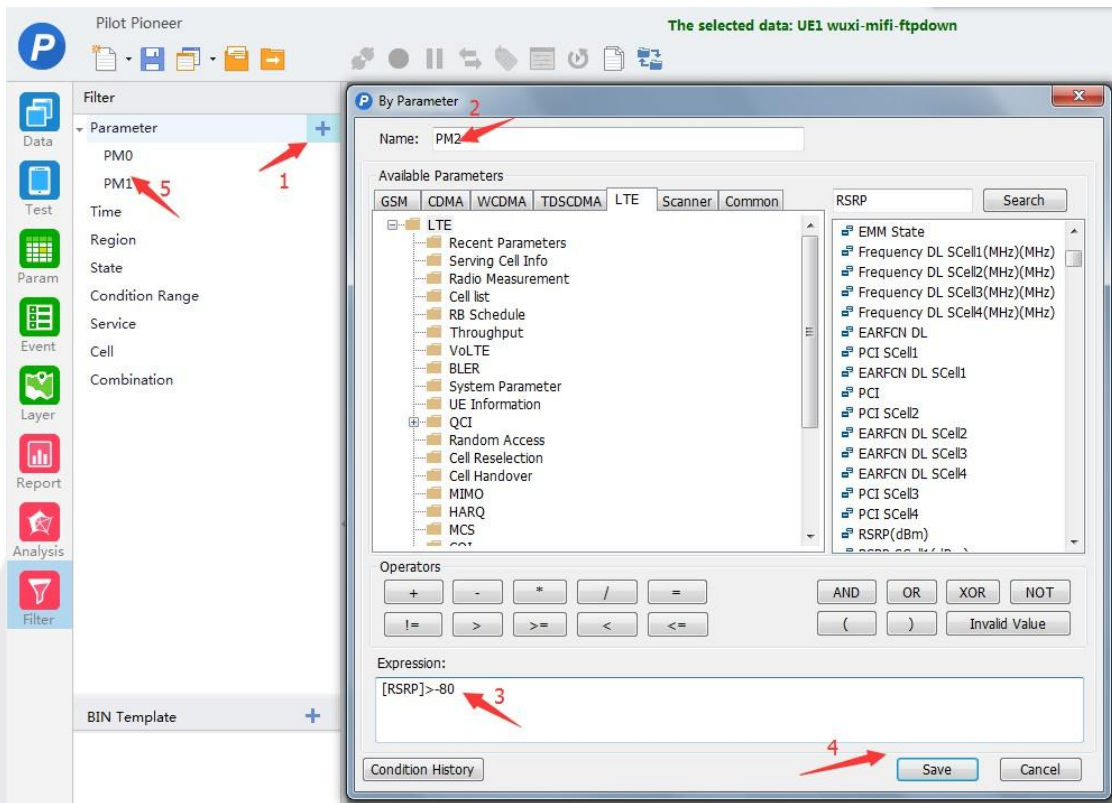 Pilot Pioneer
The selected data: UE1 wuxi-mifi-ftpdown
P
Data
Test
Param
Event
Layer
Report
Analysis
Filter
Filter
Parameter +
PM0
PM1
5
1
Time
Region
State
Condition Range
Service
Cell
Combination
BIN Template +
P By Parameter
2
Name: PM2
Available Parameters
GSM CDMA WCDMA TDSCDMA LTE Scanner Common
LTE
Recent Parameters
Serving Cell Info
Radio Measurement
Cell list
RB Schedule
Throughput
VoLTE
BLER
System Parameter
UE Information
QCI
Random Access
Cell Reselection
Cell Handover
MIMO
HARQ
MCS
RSRP Search
EMM State
Frequency DL SCell1(MHz)(MHz)
Frequency DL SCell2(MHz)(MHz)
Frequency DL SCell3(MHz)(MHz)
Frequency DL SCell4(MHz)(MHz)
EARFCN DL
PCI SCell1
EARFCN DL SCell1
PCI
PCI SCell2
EARFCN DL SCell2
EARFCN DL SCell3
EARFCN DL SCell4
PCI SCell3
PCI SCell4
RSRP(dBm)
Operators
+ - * / = AND OR XOR NOT
!= > >= < <= ( ) Invalid Value
Expression:
[RSRP]>-80
3
4
Condition History Save Cancel